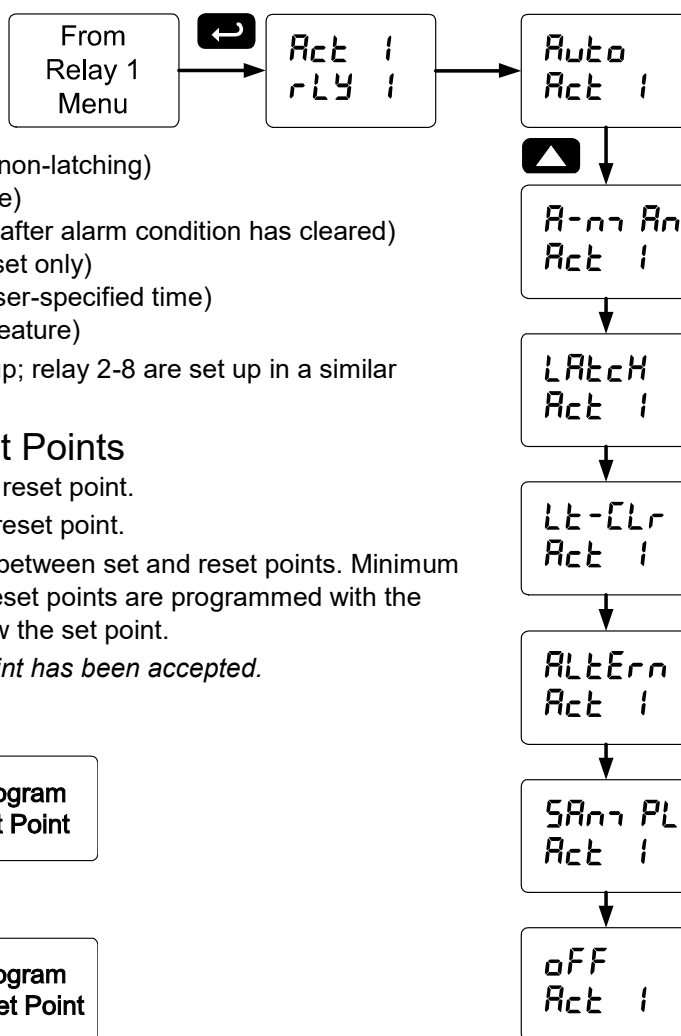 From
Relay 1
Menu
Act 1
rLY 1
Auto
Act 1
non-latching)
e)
after alarm condition has cleared)
set only)
ser-specified time)
eature)
up; relay 2-8 are set up in a similar
t Points
reset point.
reset point.
between set and reset points. Minimum
eset points are programmed with the
w the set point.
int has been accepted.
ogram
t Point
ogram
et Point
A-mAn
Act 1
LAtcH
Act 1
Lt-CLr
Act 1
ALtErn
Act 1
SAmPL
Act 1
oFF
Act 1